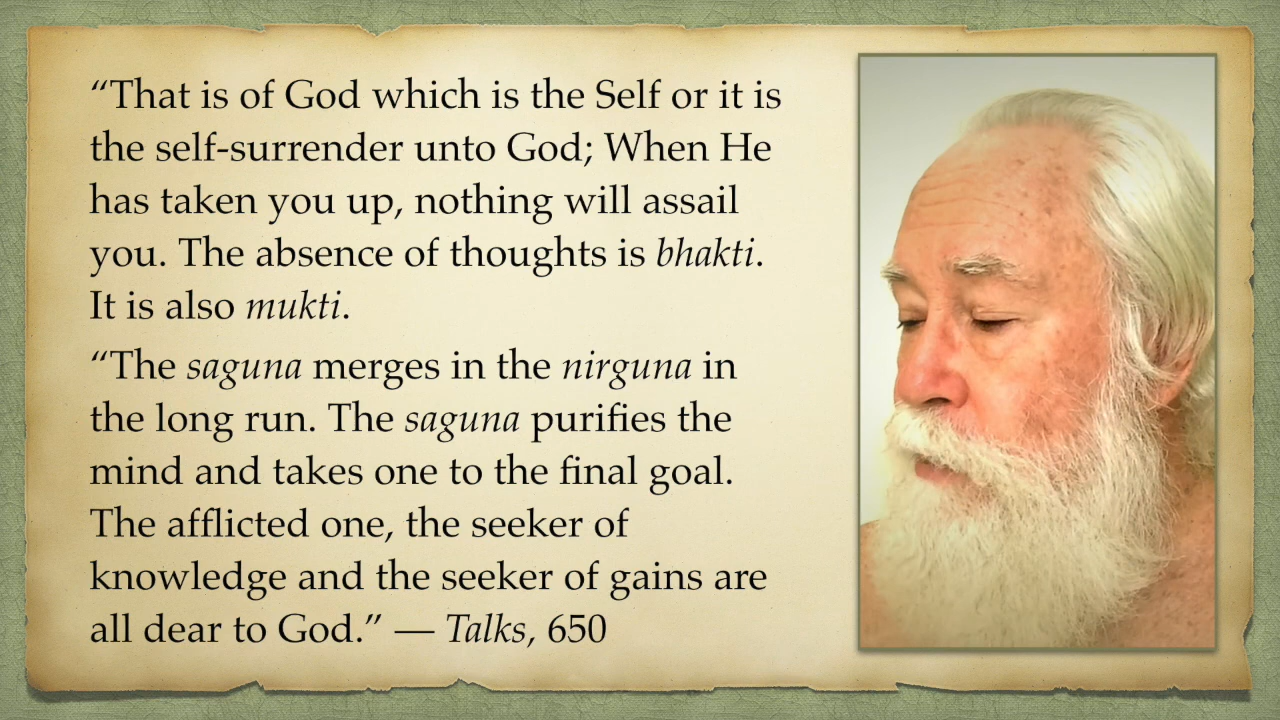 “That is of God which is the Self or it is
the self-surrender unto God; When He
has taken you up, nothing will assail
you. The absence of thoughts is bhakti.
It is also mukti.
“The saguna merges in the nirguna in
the long run. The saguna purifies the
mind and takes one to the final goal.
The afflicted one, the seeker of
knowledge and the seeker of gains are
all dear to God.” — Talks, 650